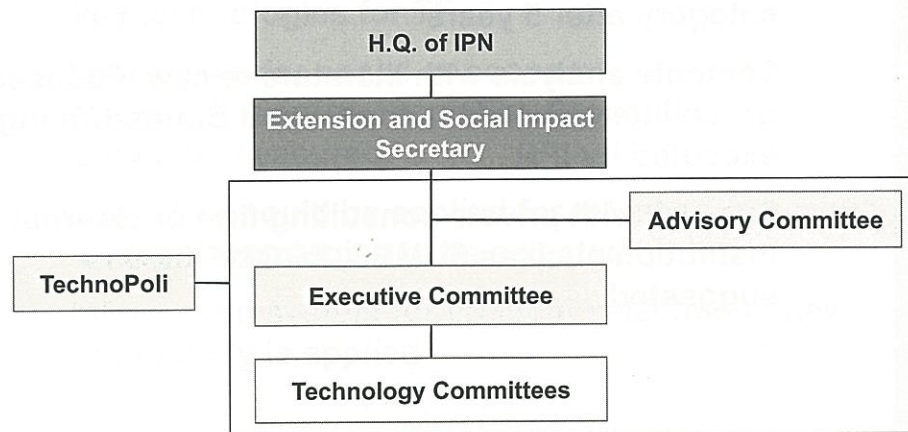 H.Q. of IPN
Extension and Social Impact
Secretary
Advisory Committee
TechnoPoli
Executive Committee
Technology Committees